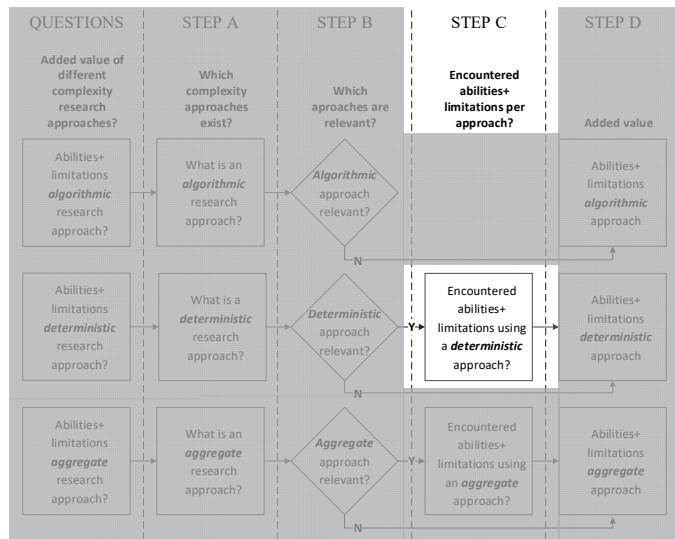 QUESTIONS
STEP A
STEP B
STEP C
STEP D
Added value of
different
complexity
research
approaches?
Which
complexity
approaches
exist?
Which
aproaches are
relevant?
Encountered
abilities+
limitations per
approach?
Added value
Abilities+
limitations
algorithmic
research
approach?
What is an
algorithmic
research
approach?
Algorithmic
approach
relevant?
N
Abilities+
limitations
algorithmic
approach
Abilities+
limitations
deterministic
research
approach?
What is a
deterministic
research
approach?
Deterministic
approach
relevant?
Y
N
Encountered
abilities+
limitations using
a deterministic
approach?
Abilities+
limitations
deterministic
approach
Abilities+
limitations
aggregate
research
approach?
What is an
aggregate
research
approach?
Aggregate
approach
relevant?
Y
N
Encountered
abilities+
limitations using
an aggregate
approach?
Abilities+
limitations
aggregate
approach